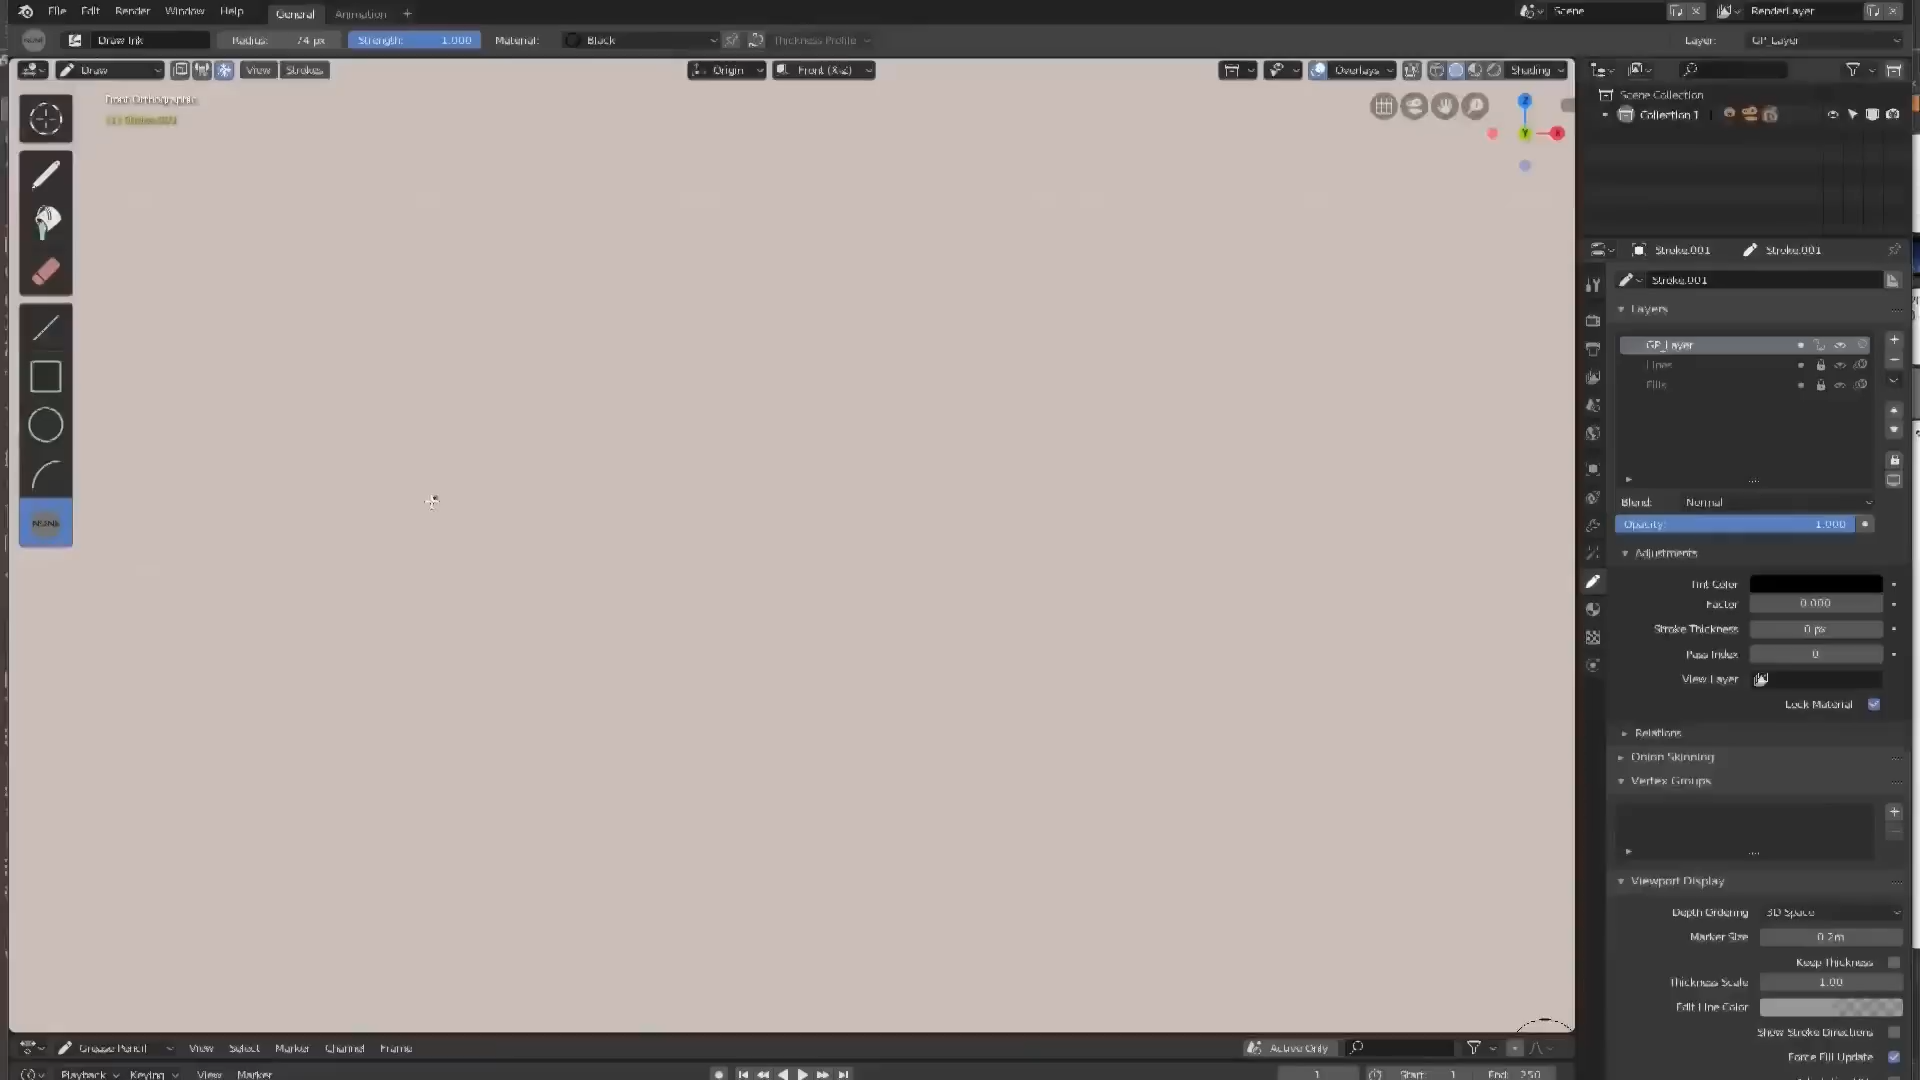 File Edit Render Window Help General Animation + Scene RenderLayer
Draw Ink Radius: 74 px Strength: 1.000 Material: Black Thickness Profile Layer: GP_Layer
Draw View Strokes Origin Front (X-Z) Overlays Shading
Front Orthographic
(1) Stroke.001
Z
Y
X
Scene Collection
Collection 1
Stroke.001 Stroke.001
Stroke.001
Layers
GP_Layer
Lines
Fills
Blend: Normal
Opacity: 1.000
Adjustments
Tint Color
Factor 0.000
Stroke Thickness 0 px
Pass Index 0
View Layer
Lock Material
Relations
Onion Skinning
Vertex Groups
Viewport Display
Depth Ordering 3D Space
Marker Size 0.2m
Keep Thickness
Thickness Scale 1.00
Edit Line Color
Show Stroke Directions
Force Fill Update
Grease Pencil View Select Marker Channel Frame Active Only
Playback Keying View Marker 1 Start: 1 End: 250